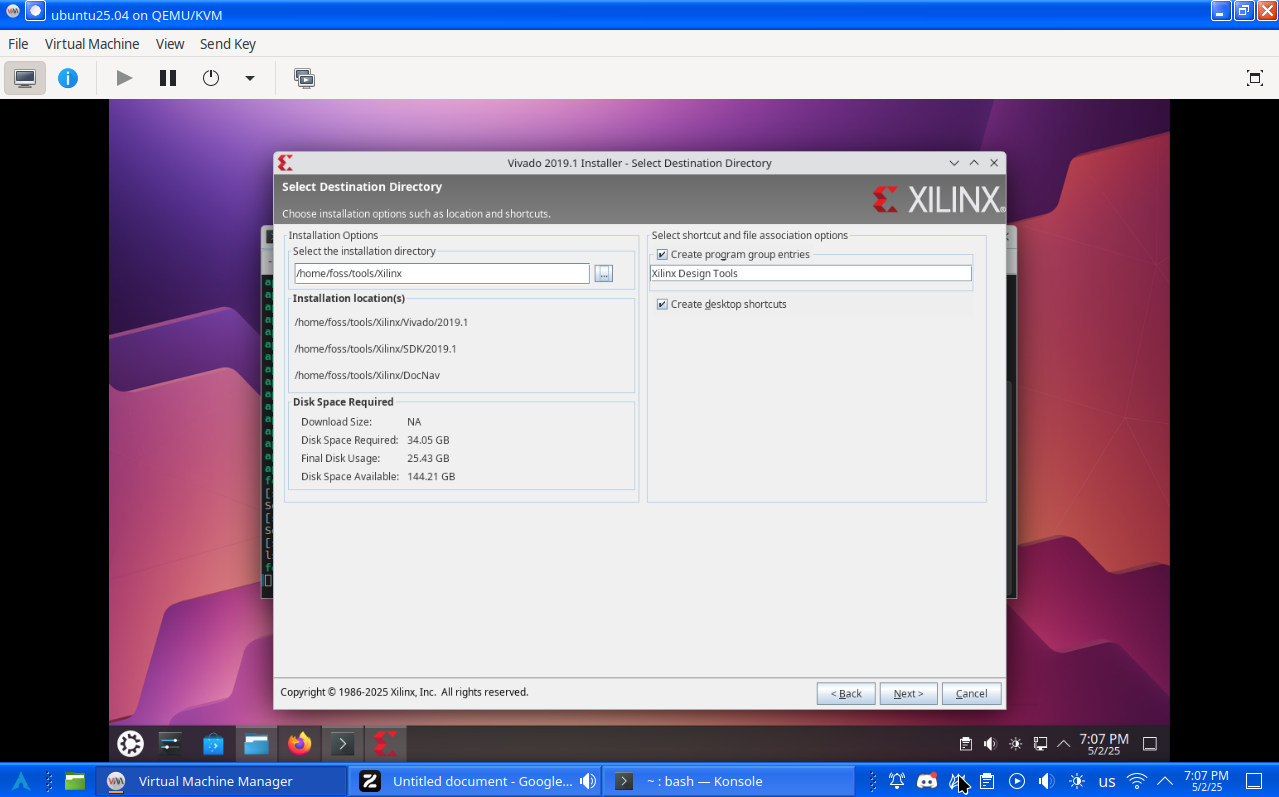 ubuntu25.04 on QEMU/KVM
File Virtual Machine View Send Key
Vivado 2019.1 Installer - Select Destination Directory
Select Destination Directory
Choose installation options such as location and shortcuts.
XILINX
Installation Options
Select the installation directory
/home/foss/tools/Xilinx
...
Installation location(s)
/home/foss/tools/Xilinx/Vivado/2019.1
/home/foss/tools/Xilinx/SDK/2019.1
/home/foss/tools/Xilinx/DocNav
Disk Space Required
Download Size: NA
Disk Space Required: 34.05 GB
Final Disk Usage: 25.43 GB
Disk Space Available: 144.21 GB
Select shortcut and file association options
Create program group entries
Xilinx Design Tools
Create desktop shortcuts
Copyright © 1986-2025 Xilinx, Inc. All rights reserved.
< Back Next > Cancel
7:07 PM
5/2/25
Virtual Machine Manager
Untitled document - Google...
~ : bash — Konsole
us
7:07 PM
5/2/25